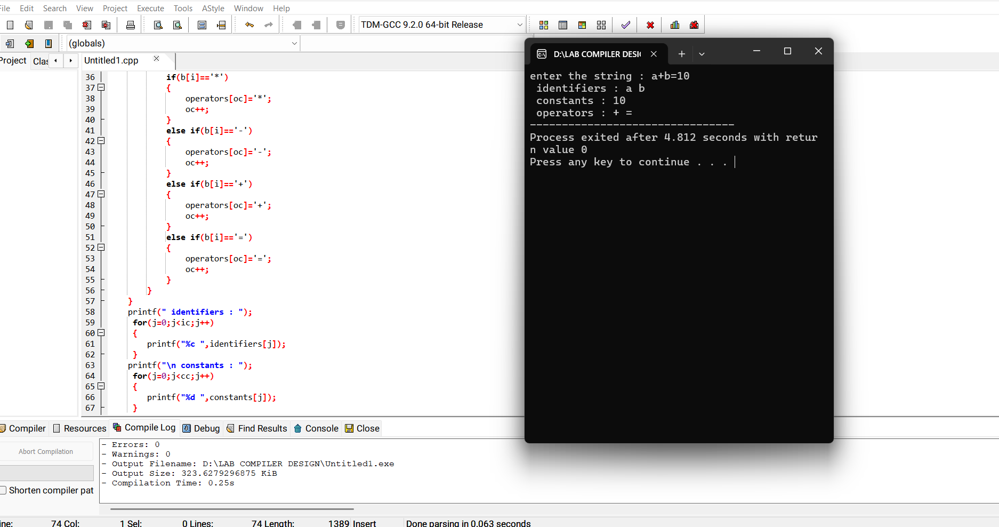 File Edit Search View Project Execute Tools AStyle Window Help
TDM-GCC 9.2.0 64-bit Release
(globals)
Project Clas Untitled1.cpp
36 if(b[i]=='*')
37 {
38 operators[oc]='*';
39 oc++;
40 }
41 else if(b[i]=='-')
42 {
43 operators[oc]='-';
44 oc++;
45 }
46 else if(b[i]=='+')
47 {
48 operators[oc]='+';
49 oc++;
50 }
51 else if(b[i]=='=')
52 {
53 operators[oc]='=';
54 oc++;
55 }
56 }
57 }
58 printf(" identifiers : ");
59 for(j=0;j<ic;j++)
60 {
61 printf("%c ",identifiers[j]);
62 }
63 printf("\n constants : ");
64 for(j=0;j<cc;j++)
65 {
66 printf("%d ",constants[j]);
67 }
D:\LAB COMPILER DESI
enter the string : a+b=10
identifiers : a b
constants : 10
operators : + =
--------------------------------
Process exited after 4.812 seconds with retur
n value 0
Press any key to continue . . .
Compiler Resources Compile Log Debug Find Results Console Close
Abort Compilation
Shorten compiler pat
- Errors: 0
- Warnings: 0
- Output Filename: D:\LAB COMPILER DESIGN\Untitled1.exe
- Output Size: 323.6279296875 KiB
- Compilation Time: 0.25s
ine: 74 Col: 1 Sel: 0 Lines: 74 Length: 1389 Insert Done parsing in 0.063 seconds